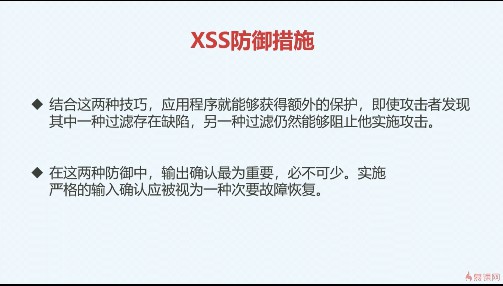 XSS防御措施
◆ 结合这两种技巧，应用程序就能够获得额外的保护，即使攻击者发现
其中一种过滤存在缺陷，另一种过滤仍然能够阻止他实施攻击。
◆ 在这两种防御中，输出确认最为重要，必不可少。实施
严格的输入确认应被视为一种次要故障恢复。